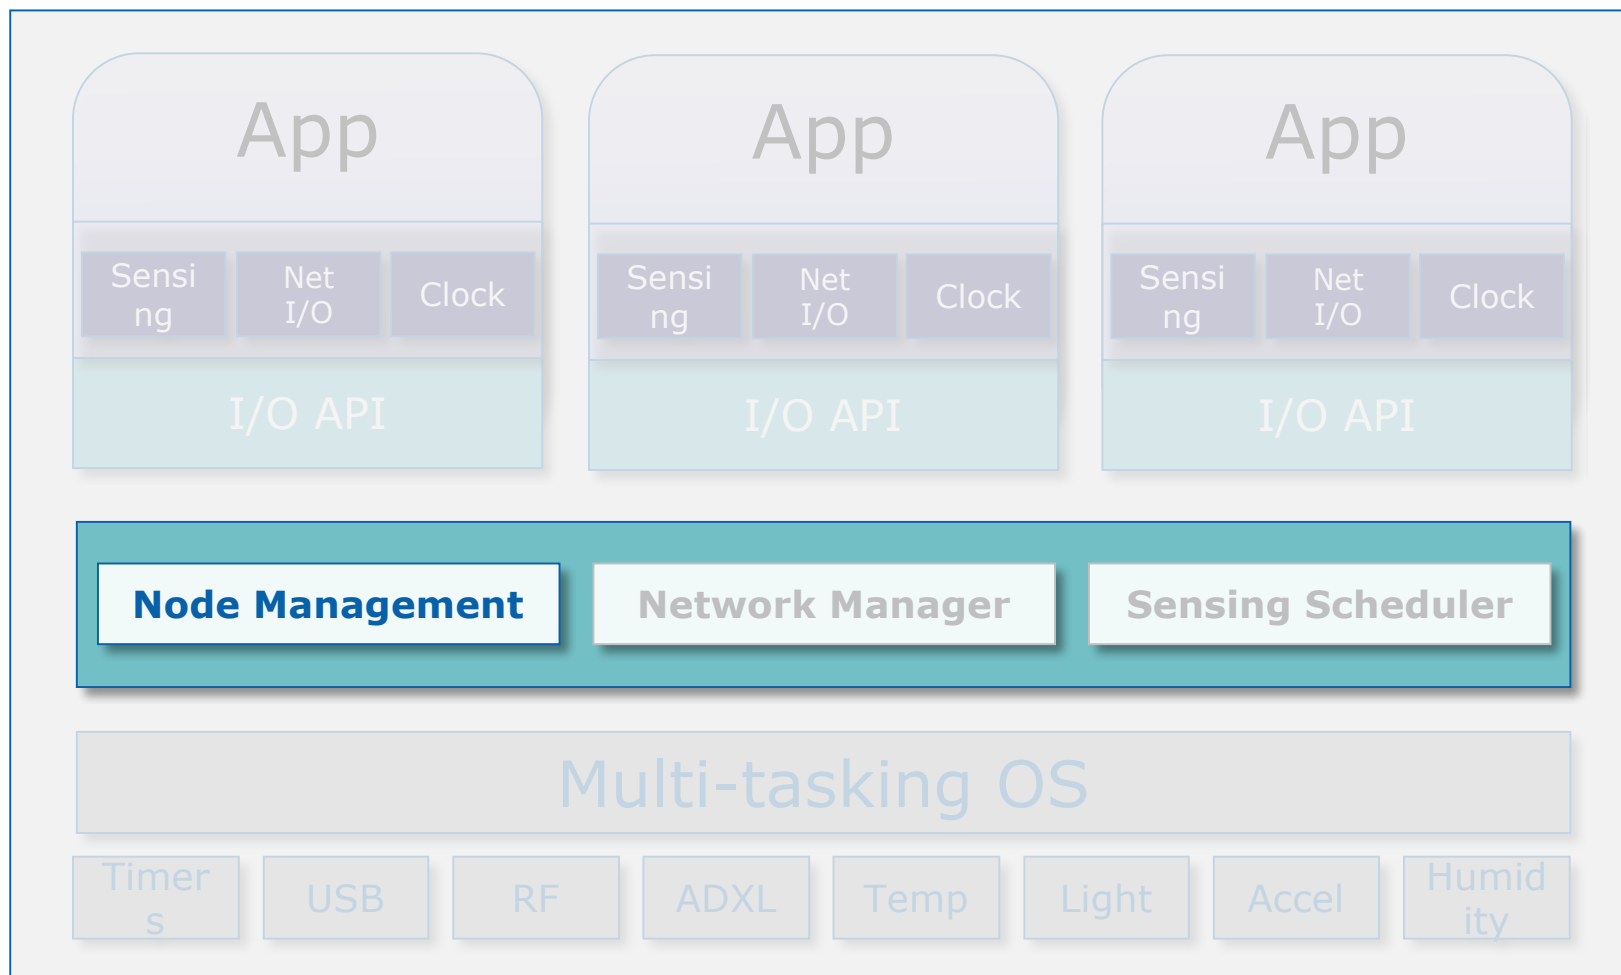 App
App
App
Sensi
ng
Net
I/O
Clock
Sensi
ng
Net
I/O
Clock
Sensi
ng
Net
I/O
Clock
I/O API
I/O API
I/O API
Node Management
Network Manager
Sensing Scheduler
Multi-tasking OS
Timer
s
USB
RF
ADXL
Temp
Light
Accel
Humid
ity